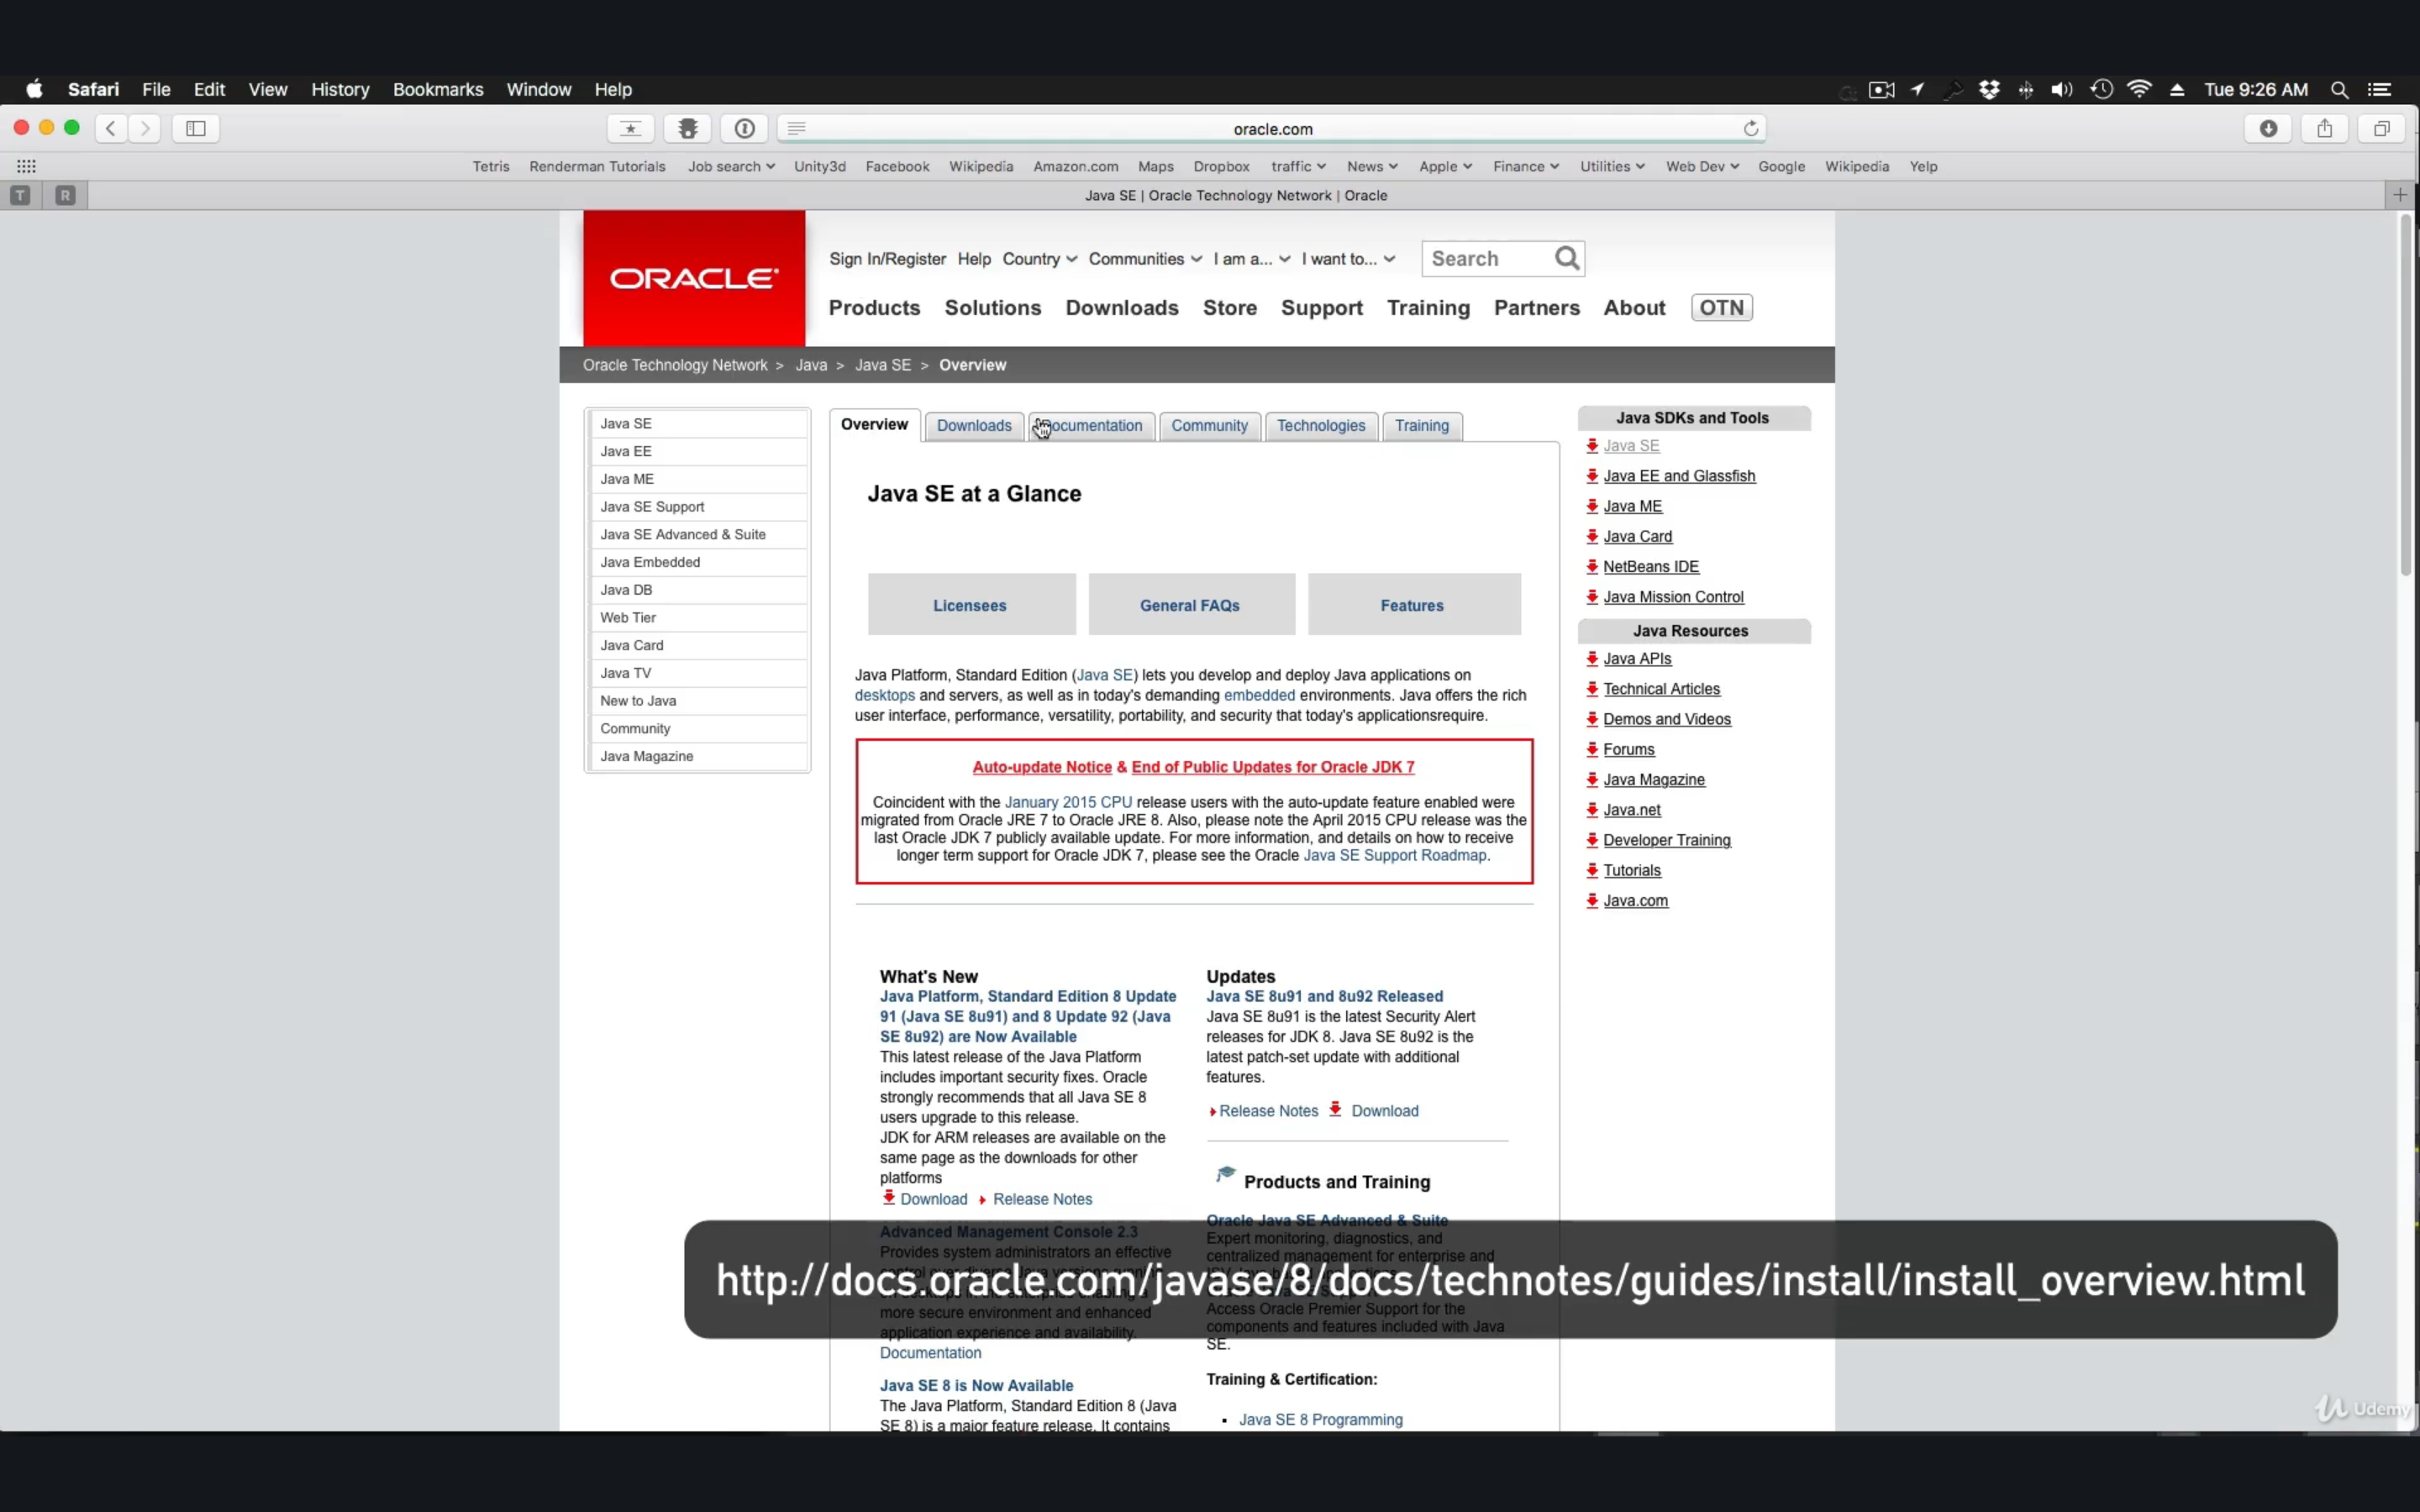 Safari File Edit View History Bookmarks Window Help Tue 9:26 AM
oracle.com
Tetris Renderman Tutorials Job search Unity3d Facebook Wikipedia Amazon.com Maps Dropbox traffic News Apple Finance Utilities Web Dev Google Wikipedia Yelp
T R Java SE | Oracle Technology Network | Oracle
ORACLE
Sign In/Register Help Country Communities I am a... I want to... Search
Products Solutions Downloads Store Support Training Partners About OTN
Oracle Technology Network > Java > Java SE > Overview
Java SE
Java EE
Java ME
Java SE Support
Java SE Advanced & Suite
Java Embedded
Java DB
Web Tier
Java Card
Java TV
New to Java
Community
Java Magazine
Overview Downloads Documentation Community Technologies Training
Java SE at a Glance
Licensees General FAQs Features
Java Platform, Standard Edition (Java SE) lets you develop and deploy Java applications on
desktops and servers, as well as in today's demanding embedded environments. Java offers the rich
user interface, performance, versatility, portability, and security that today's applicationsrequire.
Auto-update Notice & End of Public Updates for Oracle JDK 7
Coincident with the January 2015 CPU release users with the auto-update feature enabled were
migrated from Oracle JRE 7 to Oracle JRE 8. Also, please note the April 2015 CPU release was the
last Oracle JDK 7 publicly available update. For more information, and details on how to receive
longer term support for Oracle JDK 7, please see the Oracle Java SE Support Roadmap.
What's New
Java Platform, Standard Edition 8 Update
91 (Java SE 8u91) and 8 Update 92 (Java
SE 8u92) are Now Available
This latest release of the Java Platform
includes important security fixes. Oracle
strongly recommends that all Java SE 8
users upgrade to this release.
JDK for ARM releases are available on the
same page as the downloads for other
platforms
Download Release Notes
Advanced Management Console 2.3
Provides system administrators an effective
more secure environment and enhanced
application experience and availability.
Documentation
Java SE 8 is Now Available
The Java Platform, Standard Edition 8 (Java
SE 8) is a major feature release. It contains
Updates
Java SE 8u91 and 8u92 Released
Java SE 8u91 is the latest Security Alert
releases for JDK 8. Java SE 8u92 is the
latest patch-set update with additional
features.
Release Notes Download
Products and Training
Oracle Java SE Advanced & Suite
Expert monitoring, diagnostics, and
centralized management for enterprise and
Access Oracle Premier Support for the
components and features included with Java
SE.
Training & Certification:
Java SE 8 Programming
Java SDKs and Tools
Java SE
Java EE and Glassfish
Java ME
Java Card
NetBeans IDE
Java Mission Control
Java Resources
Java APIs
Technical Articles
Demos and Videos
Forums
Java Magazine
Java.net
Developer Training
Tutorials
Java.com
http://docs.oracle.com/javase/8/docs/technotes/guides/install/install_overview.html
Udemy